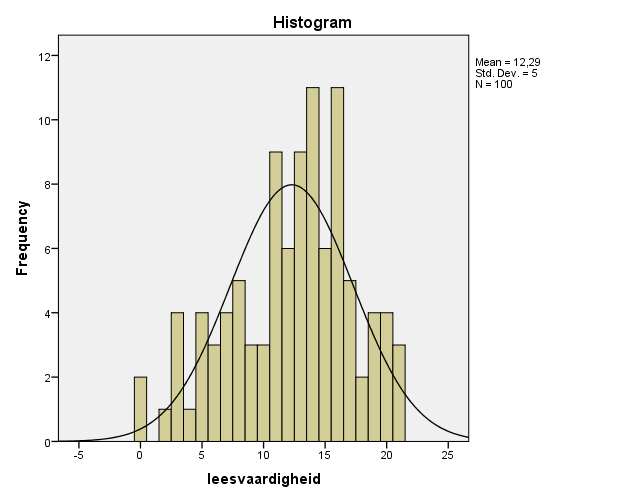 Histogram
Mean = 12,29
Std. Dev. = 5
N = 100
Frequency
12
10
8
6
4
2
0
-5 0 5 10 15 20 25
leesvaardigheid